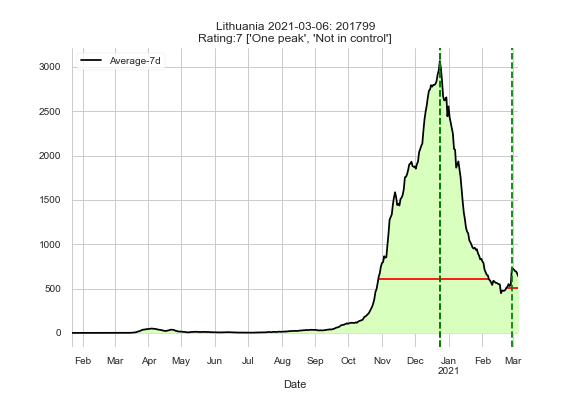 Lithuania 2021-03-06: 201799
Rating:7 ['One peak', 'Not in control']
Average-7d
3000
2500
2000
1500
1000
500
0
Feb Mar Apr May Jun Jul Aug Sep Oct Nov Dec Jan Feb Mar
2021
Date